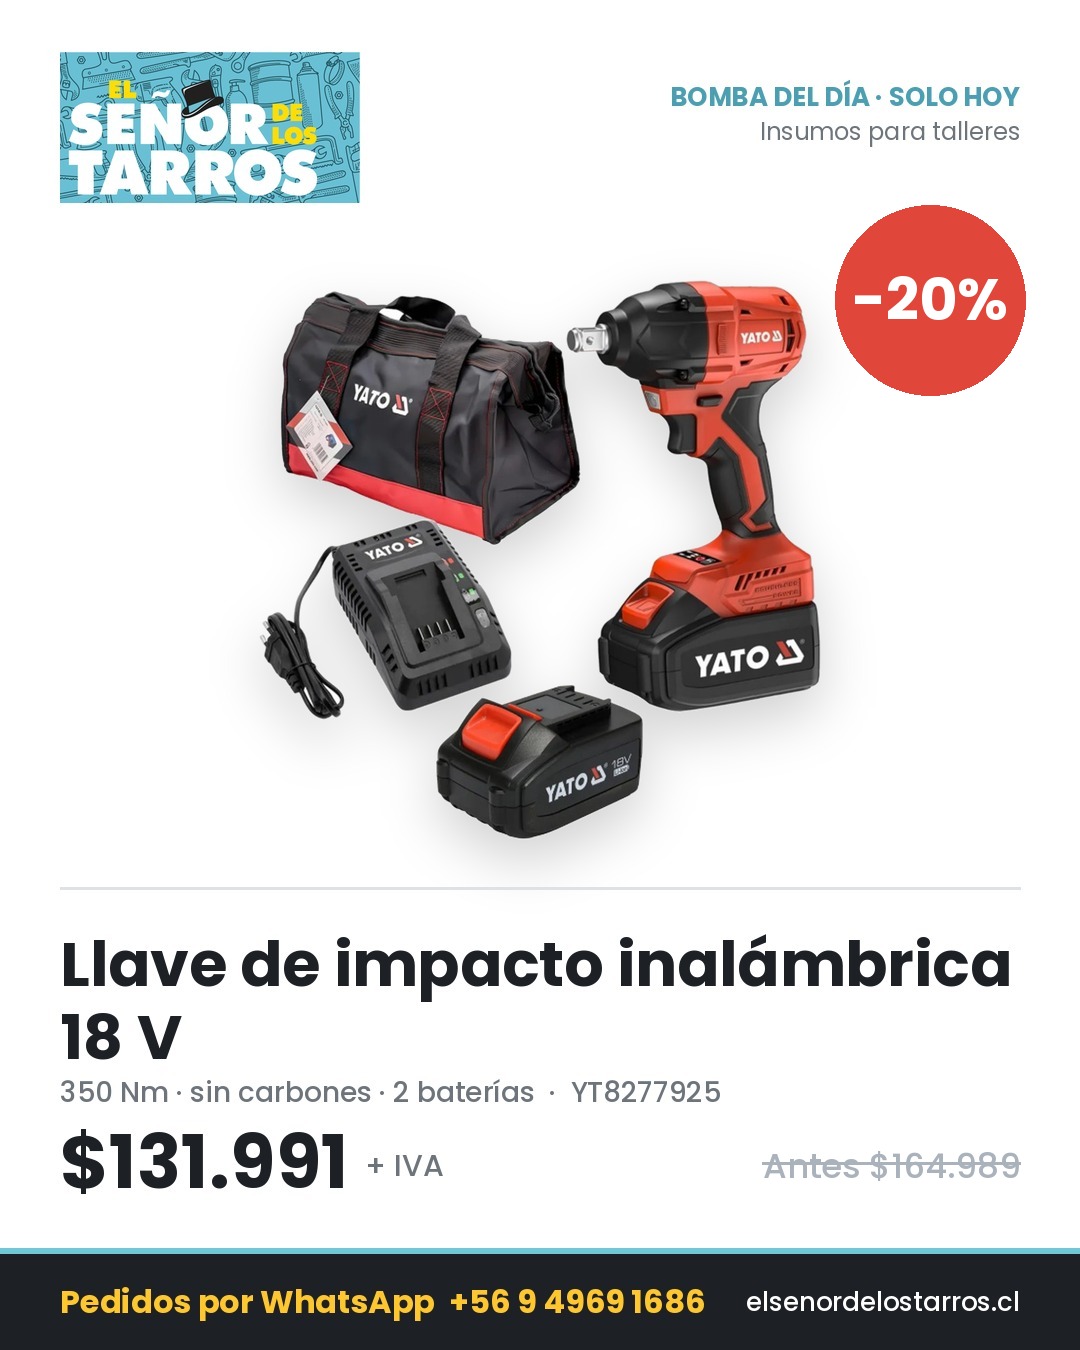 EL
SEÑOR DE
LOS
TARROS
BOMBA DEL DÍA · SOLO HOY
Insumos para talleres
-20%
YATO
YATO
YATO
YATO
YATO 18V
Llave de impacto inalámbrica
18 V
350 Nm · sin carbones · 2 baterías · YT8277925
$131.991 + IVA
Antes $164.989
Pedidos por WhatsApp +56 9 4969 1686
elsenordelostarros.cl